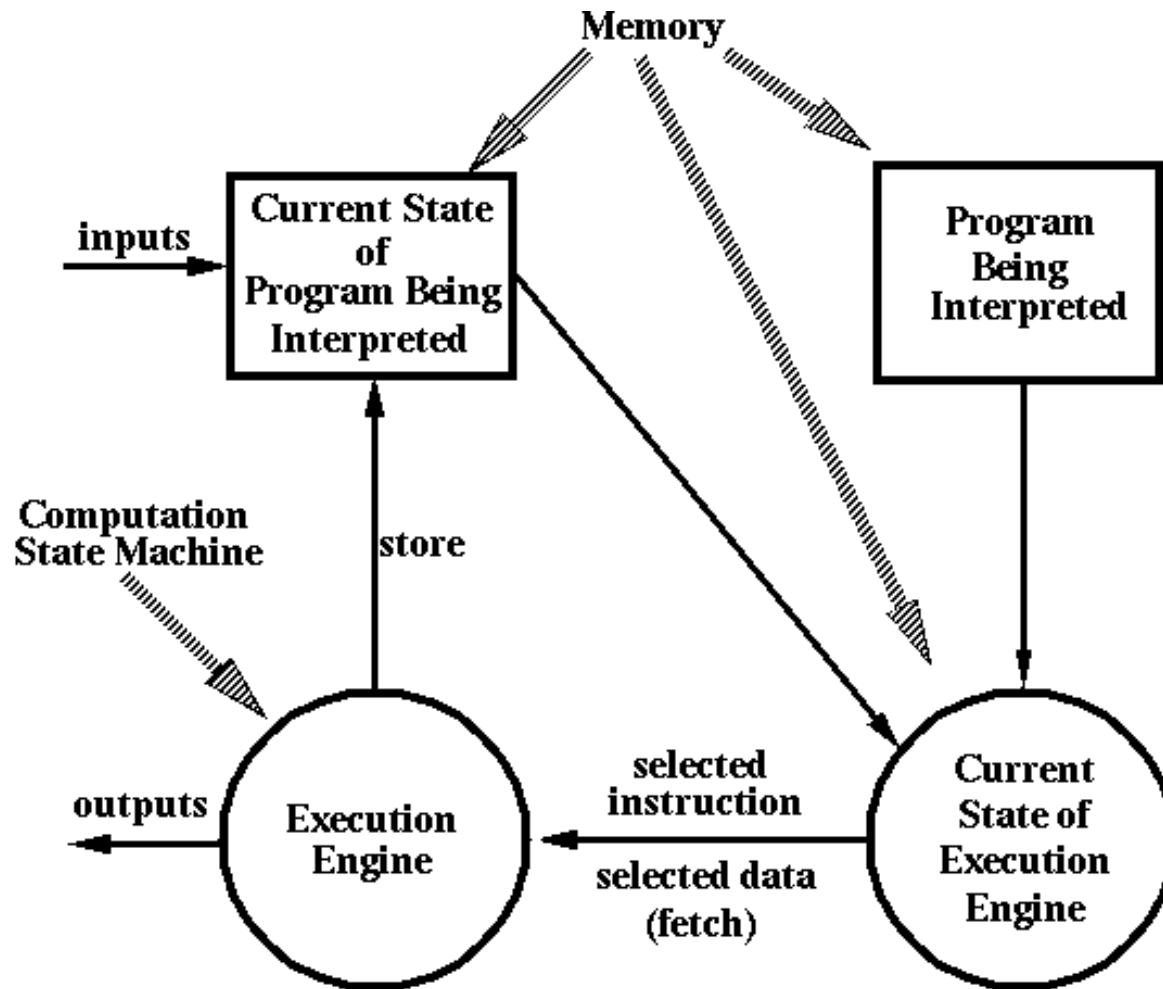 Memory
Current State
of
Program Being
Interpreted
Program
Being
Interpreted
inputs
Computation
State Machine
store
selected
instruction
selected data
(fetch)
Current
State of
Execution
Engine
outputs
Execution
Engine